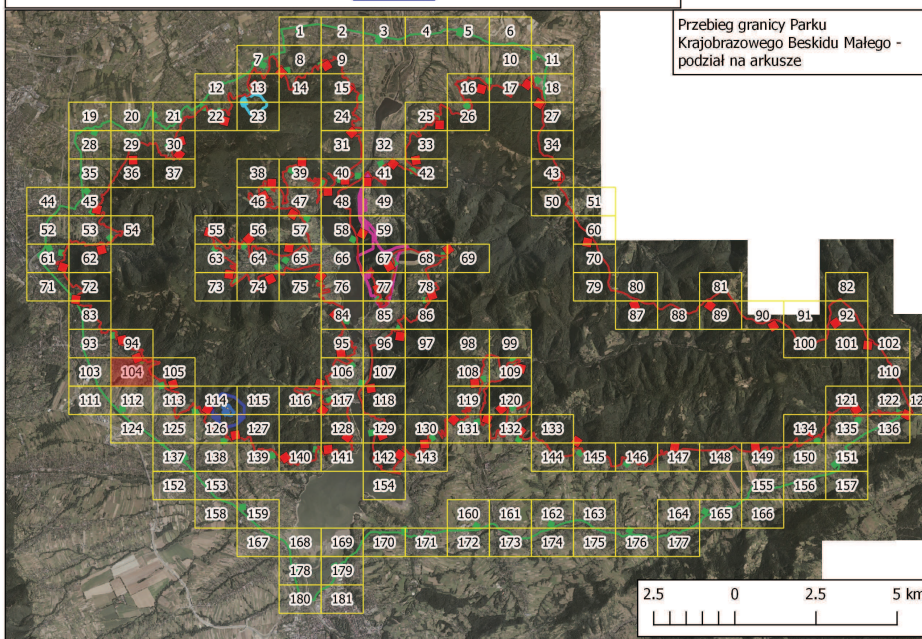 Przebieg granicy Parku
Krajobrazowego Beskidu Małego -
podział na arkusze
1 2 3 4 5 6
7 8 9 10 11
12 13 14 15 16 17 18
19 20 21 22 23 24 25 26 27
28 29 30 31 32 33 34
35 36 37 38 39 40 41 42 43
44 45 46 47 48 49 50 51
52 53 54 55 56 57 58 59 60
61 62 63 64 65 66 67 68 69 70
71 72 73 74 75 76 77 78 79 80 81 82
83 84 85 86 87 88 89 90 91 92
93 94 95 96 97 98 99 100 101 102
103 104 105 106 107 108 109 110
111 112 113 114 115 116 117 118 119 120 121 122
124 125 126 127 128 129 130 131 132 133 134 135 136
137 138 139 140 141 142 143 144 145 146 147 148 149 150 151
152 153 154 155 156 157
158 159 160 161 162 163 164 165 166
167 168 169 170 171 172 173 174 175 176 177
178 179
180 181
2.5 0 2.5 5 km